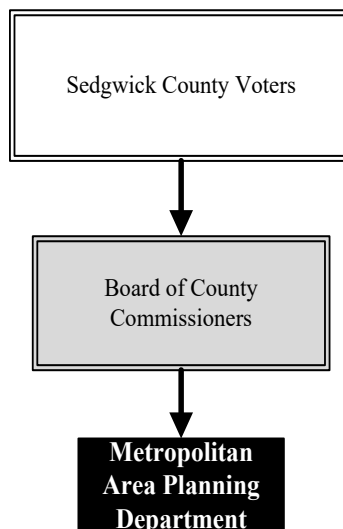 Sedgwick County Voters
Board of County
Commissioners
Metropolitan
Area Planning
Department